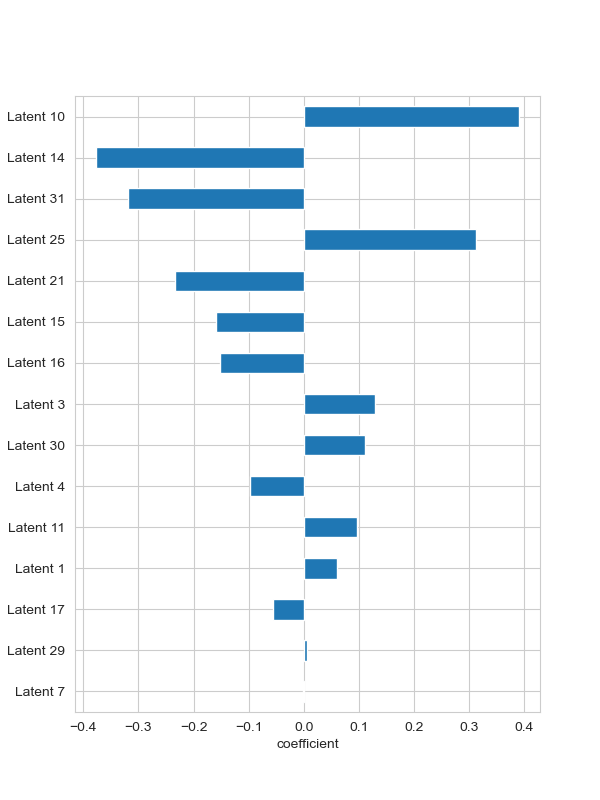 Latent 10
Latent 14
Latent 31
Latent 25
Latent 21
Latent 15
Latent 16
Latent 3
Latent 30
Latent 4
Latent 11
Latent 1
Latent 17
Latent 29
Latent 7
−0.4 −0.3 −0.2 −0.1 0.0 0.1 0.2 0.3 0.4
coefficient